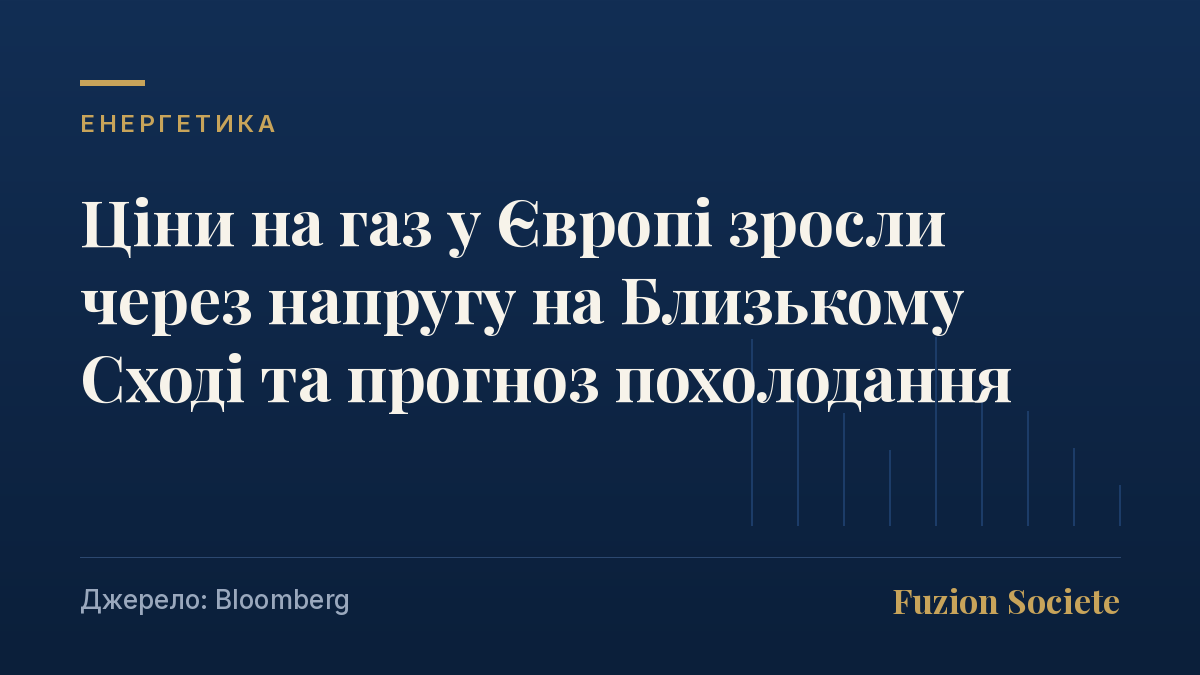 ЕНЕРГЕТИКА
Ціни на газ у Європі зросли
через напругу на Близькому
Сході та прогноз похолодання
Джерело: Bloomberg
Fuzion Societe